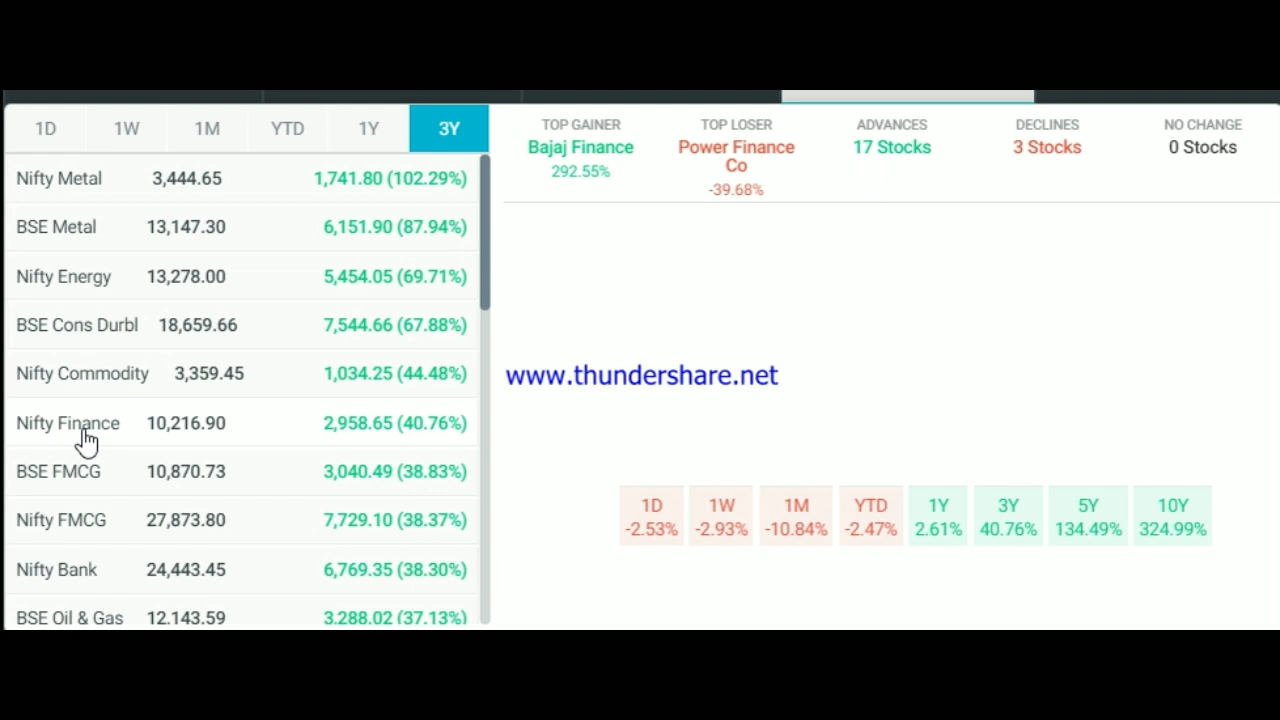 1D 1W 1M YTD 1Y 3Y
Nifty Metal 3,444.65 1,741.80 (102.29%)
BSE Metal 13,147.30 6,151.90 (87.94%)
Nifty Energy 13,278.00 5,454.05 (69.71%)
BSE Cons Durbl 18,659.66 7,544.66 (67.88%)
Nifty Commodity 3,359.45 1,034.25 (44.48%)
Nifty Finance 10,216.90 2,958.65 (40.76%)
BSE FMCG 10,870.73 3,040.49 (38.83%)
Nifty FMCG 27,873.80 7,729.10 (38.37%)
Nifty Bank 24,443.45 6,769.35 (38.30%)
BSE Oil & Gas 12,143.59 3,288.02 (37.13%)
TOP GAINER TOP LOSER ADVANCES DECLINES NO CHANGE
Bajaj Finance Power Finance 17 Stocks 3 Stocks 0 Stocks
Co
292.55%
-39.68%
www.thundershare.net
1D 1W 1M YTD 1Y 3Y 5Y 10Y
-2.53% -2.93% -10.84% -2.47% 2.61% 40.76% 134.49% 324.99%